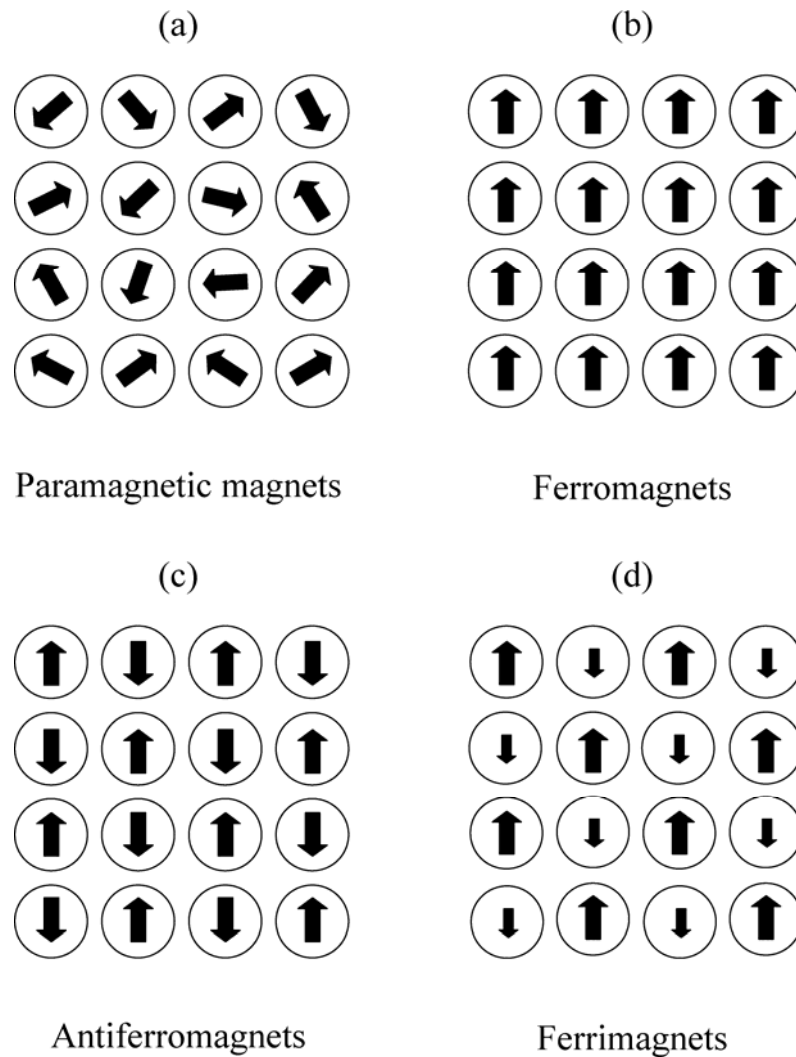 (a)
(b)
Paramagnetic magnets
Ferromagnets
(c)
(d)
Antiferromagnets
Ferrimagnets